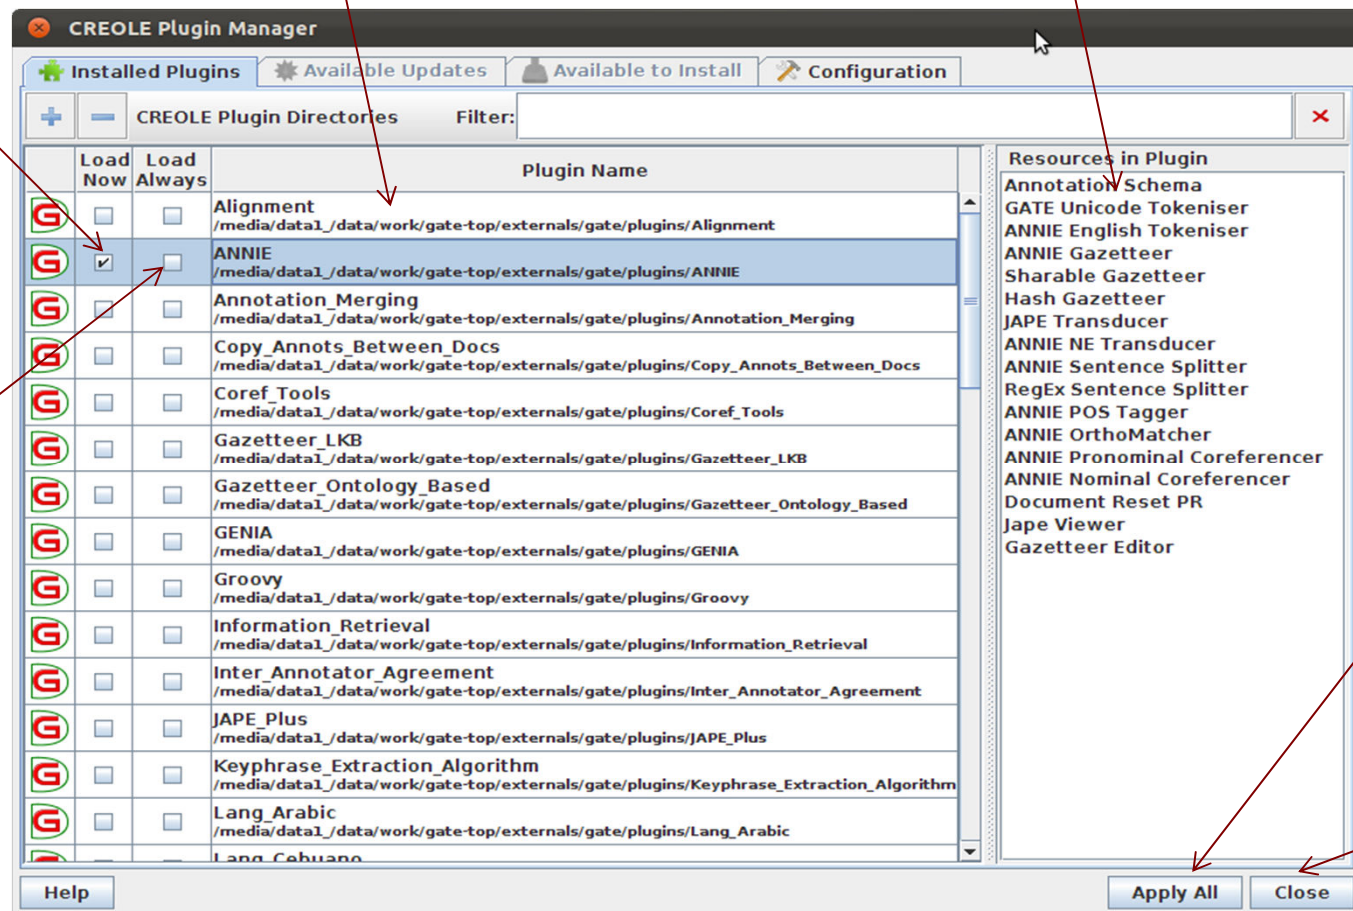 CREOLE Plugin Manager
Installed Plugins
Available Updates
Available to Install
Configuration
CREOLE Plugin Directories
Filter:
Load Now
Load Always
Plugin Name
Alignment
/media/data1_/data/work/gate-top/externals/gate/plugins/Alignment
ANNIE
/media/data1_/data/work/gate-top/externals/gate/plugins/ANNIE
Annotation_Merging
/media/data1_/data/work/gate-top/externals/gate/plugins/Annotation_Merging
Copy_Annots_Between_Docs
/media/data1_/data/work/gate-top/externals/gate/plugins/Copy_Annots_Between_Docs
Coref_Tools
/media/data1_/data/work/gate-top/externals/gate/plugins/Coref_Tools
Gazetteer_LKB
/media/data1_/data/work/gate-top/externals/gate/plugins/Gazetteer_LKB
Gazetteer_Ontology_Based
/media/data1_/data/work/gate-top/externals/gate/plugins/Gazetteer_Ontology_Based
GENIA
/media/data1_/data/work/gate-top/externals/gate/plugins/GENIA
Groovy
/media/data1_/data/work/gate-top/externals/gate/plugins/Groovy
Information_Retrieval
/media/data1_/data/work/gate-top/externals/gate/plugins/Information_Retrieval
Inter_Annotator_Agreement
/media/data1_/data/work/gate-top/externals/gate/plugins/Inter_Annotator_Agreement
JAPE_Plus
/media/data1_/data/work/gate-top/externals/gate/plugins/JAPE_Plus
Keyphrase_Extraction_Algorithm
/media/data1_/data/work/gate-top/externals/gate/plugins/Keyphrase_Extraction_Algorithm
Lang_Arabic
/media/data1_/data/work/gate-top/externals/gate/plugins/Lang_Arabic
Lang_Cebuano
Resources in Plugin
Annotation Schema
GATE Unicode Tokeniser
ANNIE English Tokeniser
ANNIE Gazetteer
Sharable Gazetteer
Hash Gazetteer
JAPE Transducer
ANNIE NE Transducer
ANNIE Sentence Splitter
RegEx Sentence Splitter
ANNIE POS Tagger
ANNIE OrthoMatcher
ANNIE Pronominal Coreferencer
ANNIE Nominal Coreferencer
Document Reset PR
Jape Viewer
Gazetteer Editor
Help
Apply All
Close